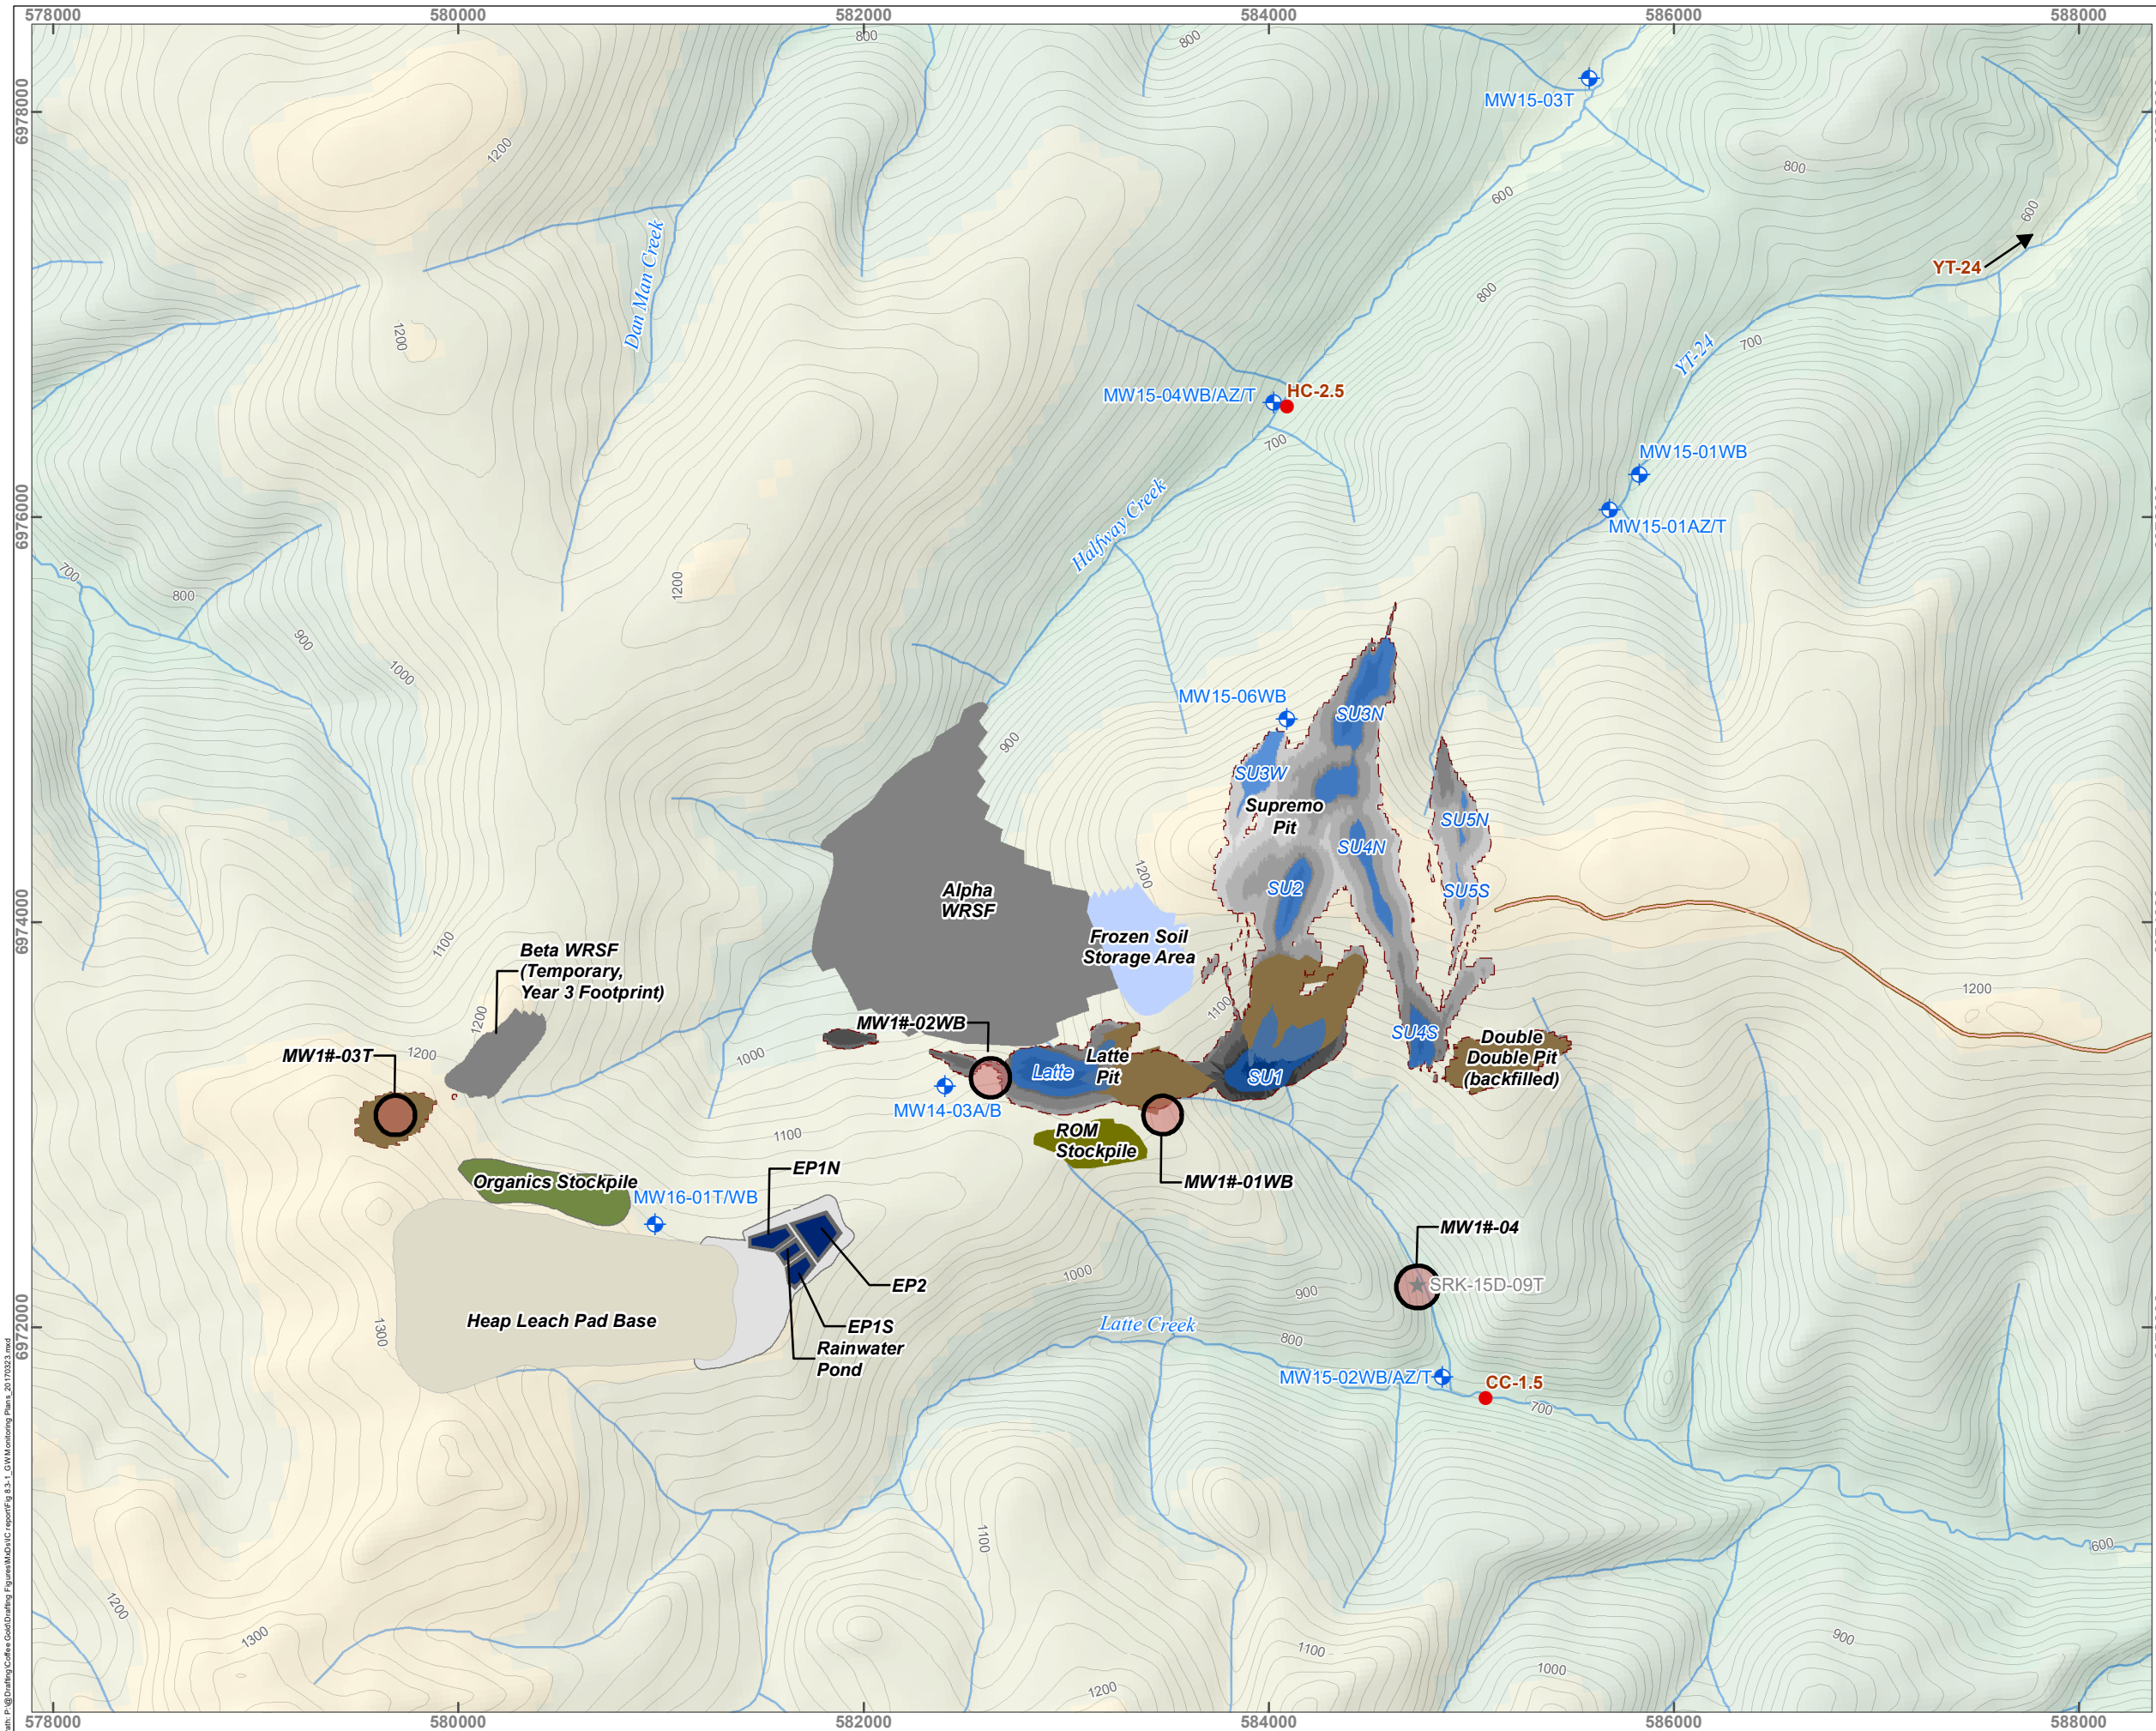 578000
580000
582000
584000
586000
588000
800
800
6978000
MW15-03T
1200
800
600
600
YT-24
Dan Man Creek
800
1200
YT-24
700
MW15-04WB/AZ/T
HC-2.5
700
MW15-01WB
Halfway Creek
6976000
MW15-01AZ/T
700
800
1200
900
1000
MW15-06WB
SU3N
900
SU3W
Supremo
Pit
SU5N
SU4N
1200
SU2
SU5S
Alpha
WRSF
6974000
Frozen Soil
Storage Area
1100
Beta WRSF
(Temporary,
Year 3 Footprint)
1200
1200
1100
MW1#-02WB
SU4S
Double
Double Pit
(backfilled)
MW1#-03T
1200
1000
Latte
Pit
Latte
SU1
MW14-03A/B
1100
ROM
Stockpile
EP1N
Organics Stockpile
MW1#-01WB
MW16-01T/WB
MW1#-04
1000
EP2
SRK-15D-09T
900
Heap Leach Pad Base
1300
EP1S
Latte Creek
6972000
800
Rainwater
Pond
MW15-02WB/AZ/T
CC-1.5
700
1100
600
1200
1300
1100
900
1000
1200
578000
580000
582000
584000
586000
588000